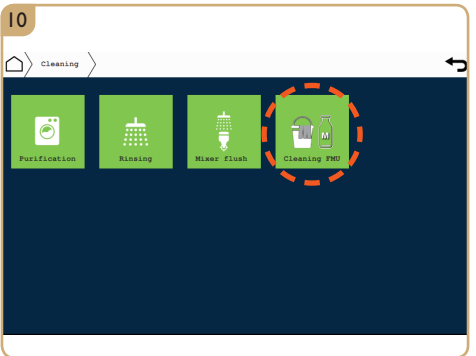 10
Cleaning
Purification
Rinsing
Mixer flush
Cleaning FMU
M